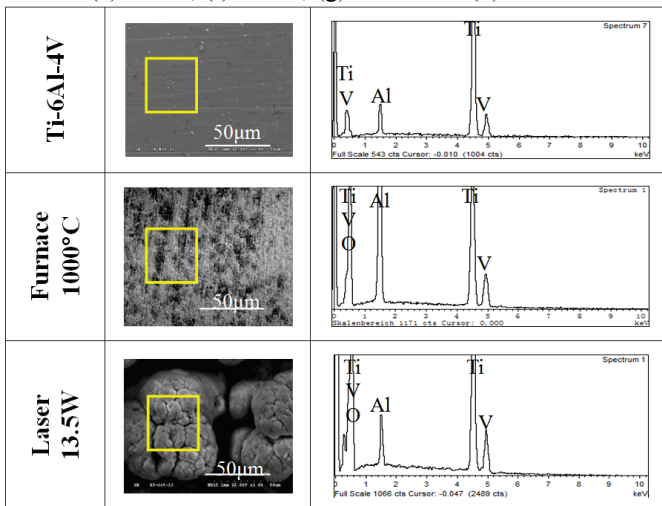 Ti-6Al-4V
50μm
Spectrum 7
Ti
Ti
V
Al
V
0 1 2 3 4 5 6 7 8 9 10
Full Scale 543 cts Cursor: -0.010 (1004 cts)
keV
Furnace
1000°C
50μm
Spectrum 1
Ti
V
O
Al
Ti
V
0 1 2 3 4 5 6 7 8 9 10
Skalenbereich 1171 cts Cursor: 0.000
keV
Laser
13.5W
50μm
Spectrum 1
Ti
V
O
Al
Ti
V
0 1 2 3 4 5 6 7 8 9 10
Full Scale 1066 cts Cursor: -0.047 (2489 cts)
keV